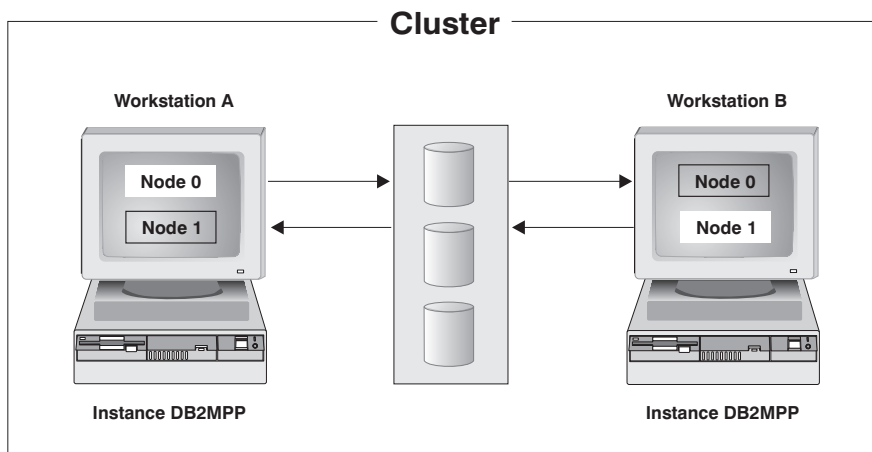 Cluster
Workstation A
Workstation B
Node 0
Node 0
Node 1
Node 1
Instance DB2MPP
Instance DB2MPP